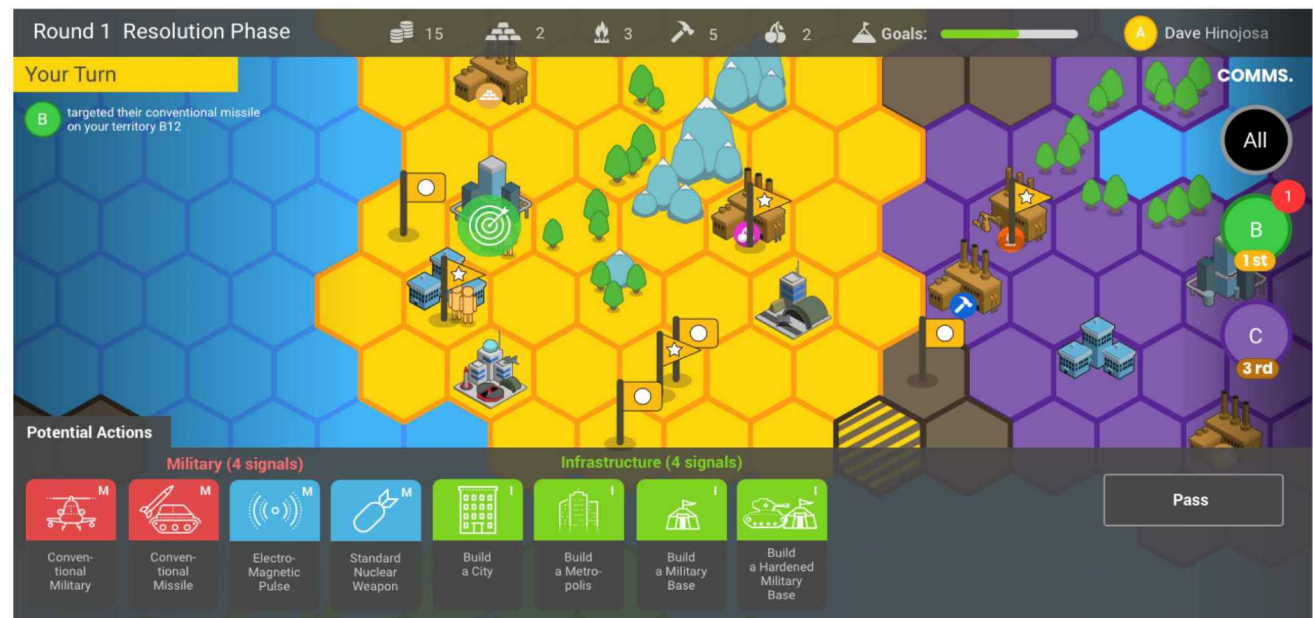 Round 1 Resolution Phase
15
2
3
5
2
Goals:
A
Dave Hinojosa
Your Turn
B
targeted their conventional missile
on your territory B12
COMMS.
All
1
B
1st
C
3 rd
Potential Actions
Military (4 signals)
Infrastructure (4 signals)
M
M
M
M
I
I
I
I
Conven-
tional
Military
Conven-
tional
Missile
Electro-
Magnetic
Pulse
Standard
Nuclear
Weapon
Build
a City
Build
a Metro-
polis
Build
a Military
Base
Build
a Hardened
Military
Base
Pass